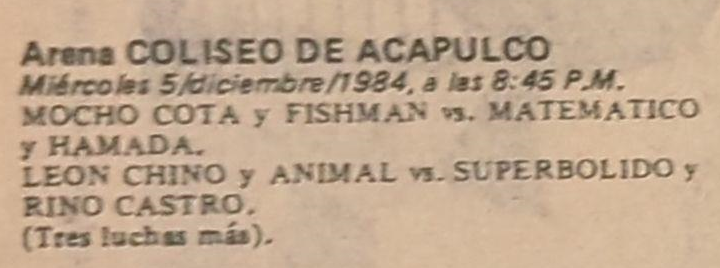 Arena COLISEO DE ACAPULCO
Miércoles 5/diciembre/1984, a las 8:45 P.M.
MOCHO COTA y FISHMAN vs. MATEMATICO
y HAMADA.
LEON CHINO y ANIMAL vs. SUPERBOLIDO y
RINO CASTRO.
(Tres luchas más).